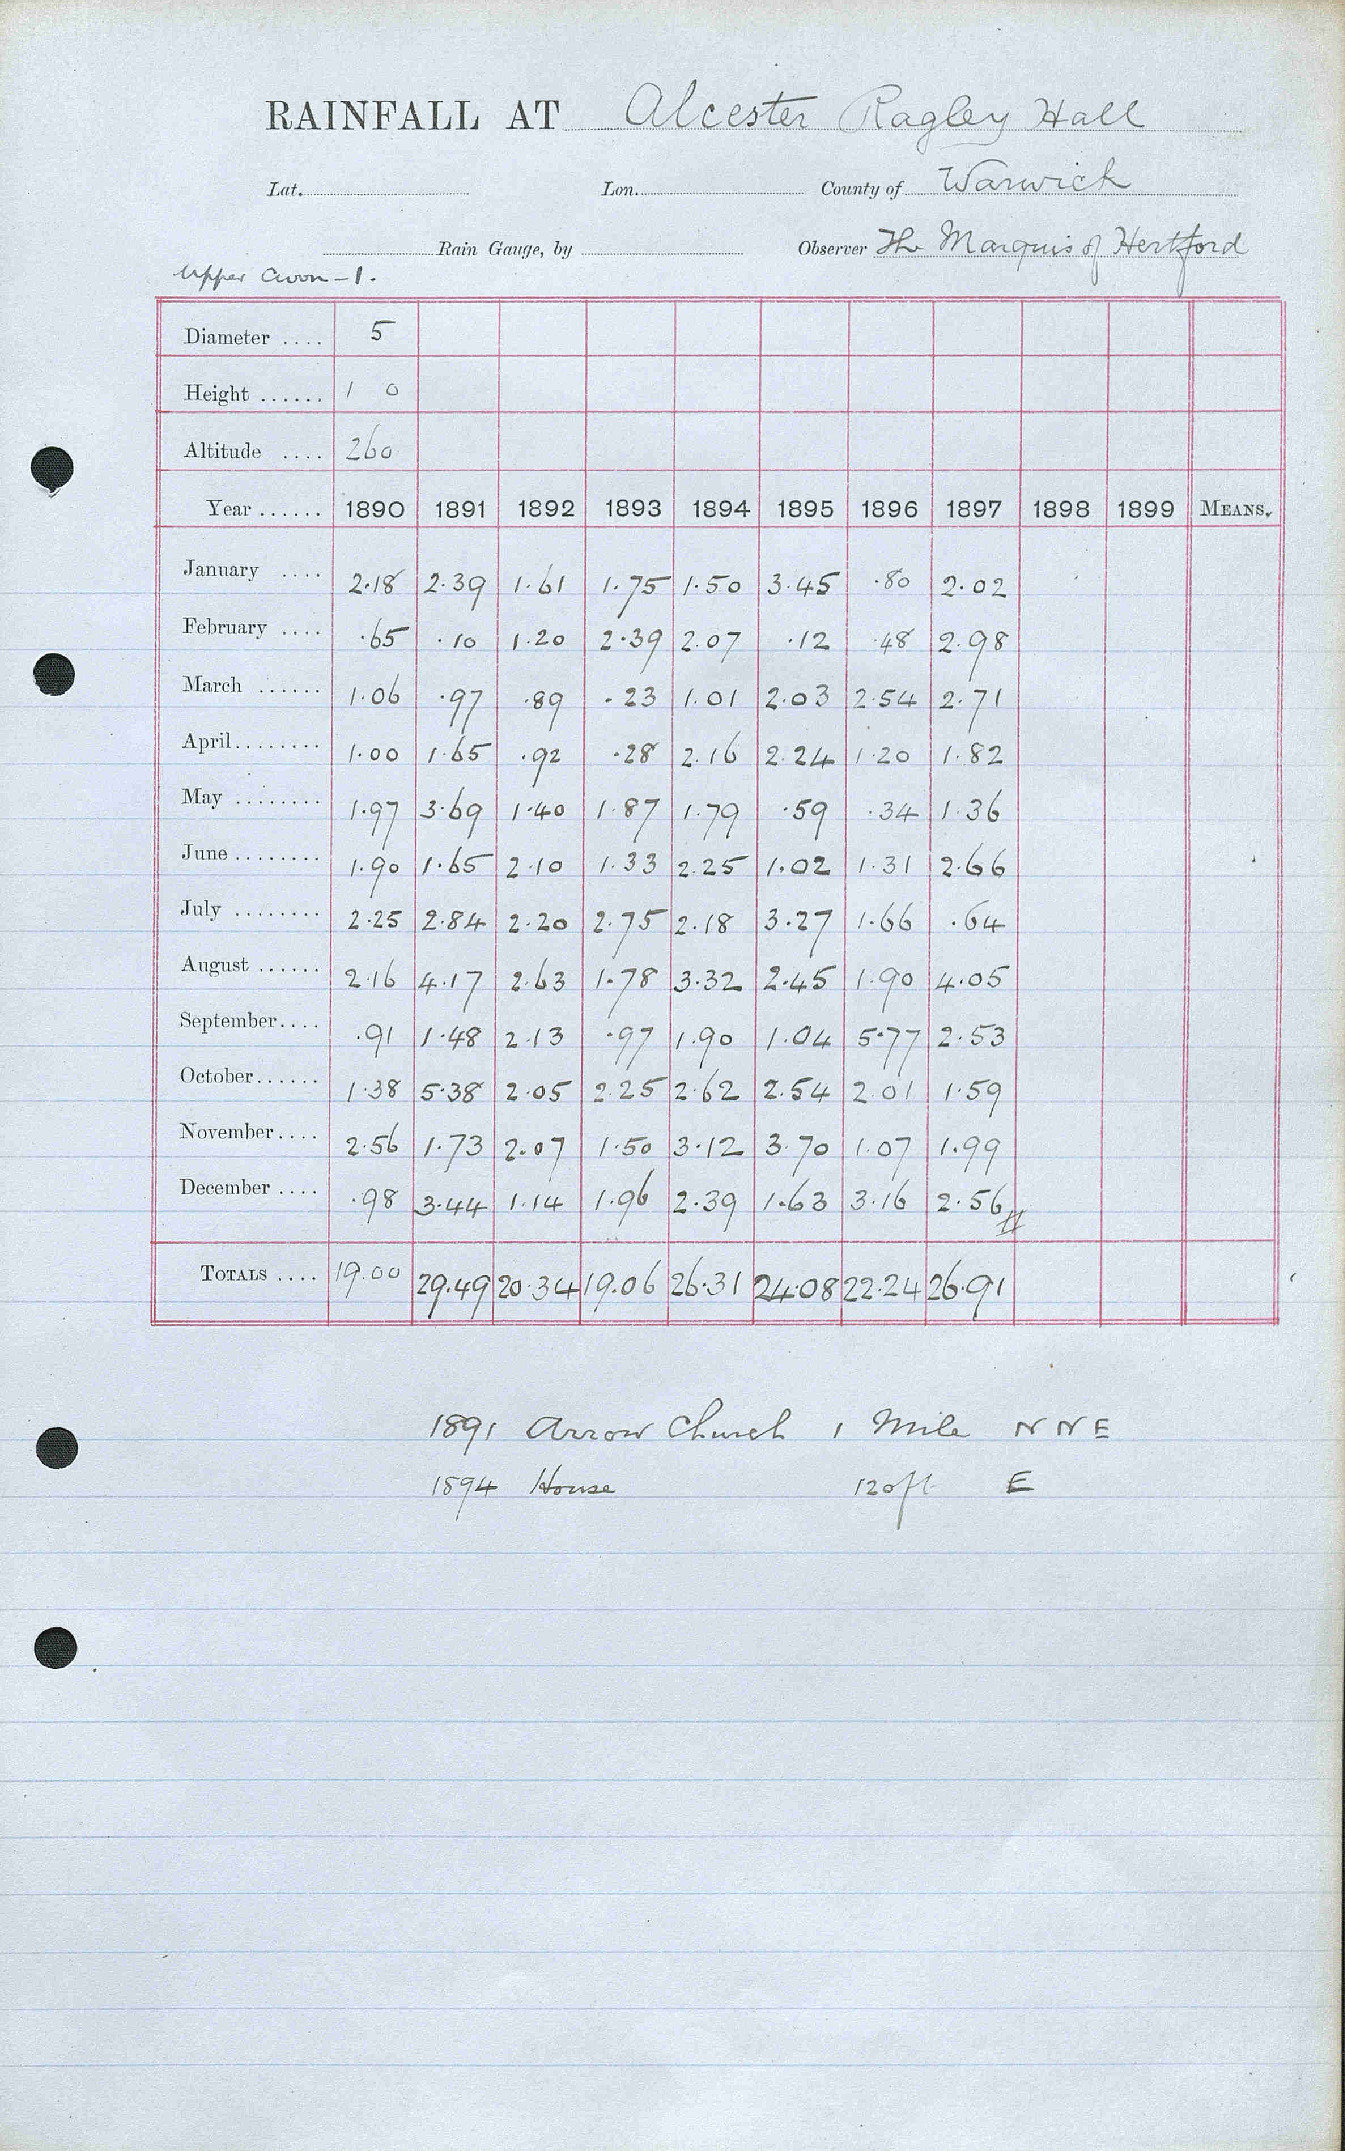 RAINFALL AT Alcester Ragley Hall
Lat. Lon. County of Warwick
Rain Gauge, by Observer The Marquis of Hertford
Upper Avon - 1.
Diameter .... 5
Height ...... 1 0
Altitude .... 260
Year ...... 1890 1891 1892 1893 1894 1895 1896 1897 1898 1899 MEANS.
January .... 2.18 2.39 1.61 1.75 1.50 3.45 .80 2.02
February .... .65 .10 1.20 2.39 2.07 .12 .48 2.98
March ...... 1.06 .97 .89 .23 1.01 2.03 2.54 2.71
April........ 1.00 1.65 .92 .28 2.16 2.24 1.20 1.82
May ........ 1.97 3.69 1.40 1.87 1.79 .59 .34 1.36
June ........ 1.90 1.65 2.10 1.33 2.25 1.02 1.31 2.66
July ........ 2.25 2.84 2.20 2.75 2.18 3.27 1.66 .64
August ...... 2.16 4.17 2.63 1.78 3.32 2.45 1.90 4.05
September.... .91 1.48 2.13 .97 1.90 1.04 5.77 2.53
October...... 1.38 5.38 2.05 2.25 2.62 2.54 2.01 1.59
November.... 2.56 1.73 2.07 1.50 3.12 3.70 1.07 1.99
December .... .98 3.44 1.14 1.96 2.39 1.63 3.16 2.56
TOTALS .... 19.00 29.49 20.34 19.06 26.31 24.08 22.24 26.91
1891 Arrow Church 1 Mile N N E
1894 House 120ft E